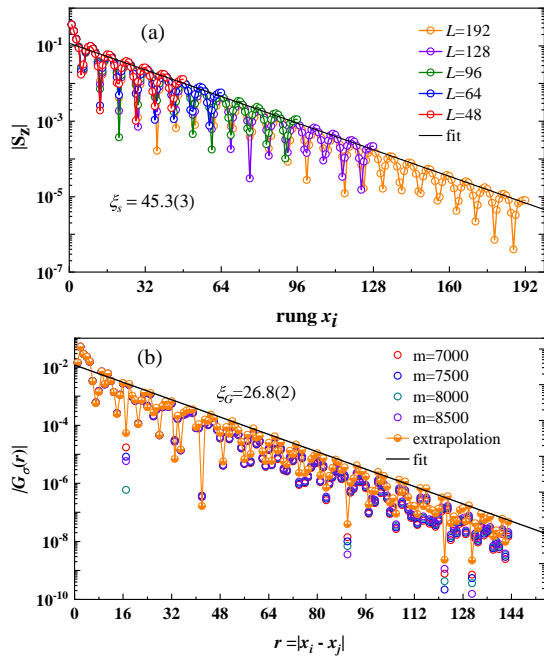 (a)
L=192
L=128
L=96
L=64
L=48
fit
ξs = 45.3(3)
|Sz|
10^-1
10^-3
10^-5
10^-7
0 32 64 96 128 160 192
rung xi
(b)
m=7000
m=7500
m=8000
m=8500
extrapolation
fit
ξG=26.8(2)
|Gσ(r)|
10^-2
10^-4
10^-6
10^-8
10^-10
0 16 32 48 64 80 96 112 128 144
r =|xi - xj|